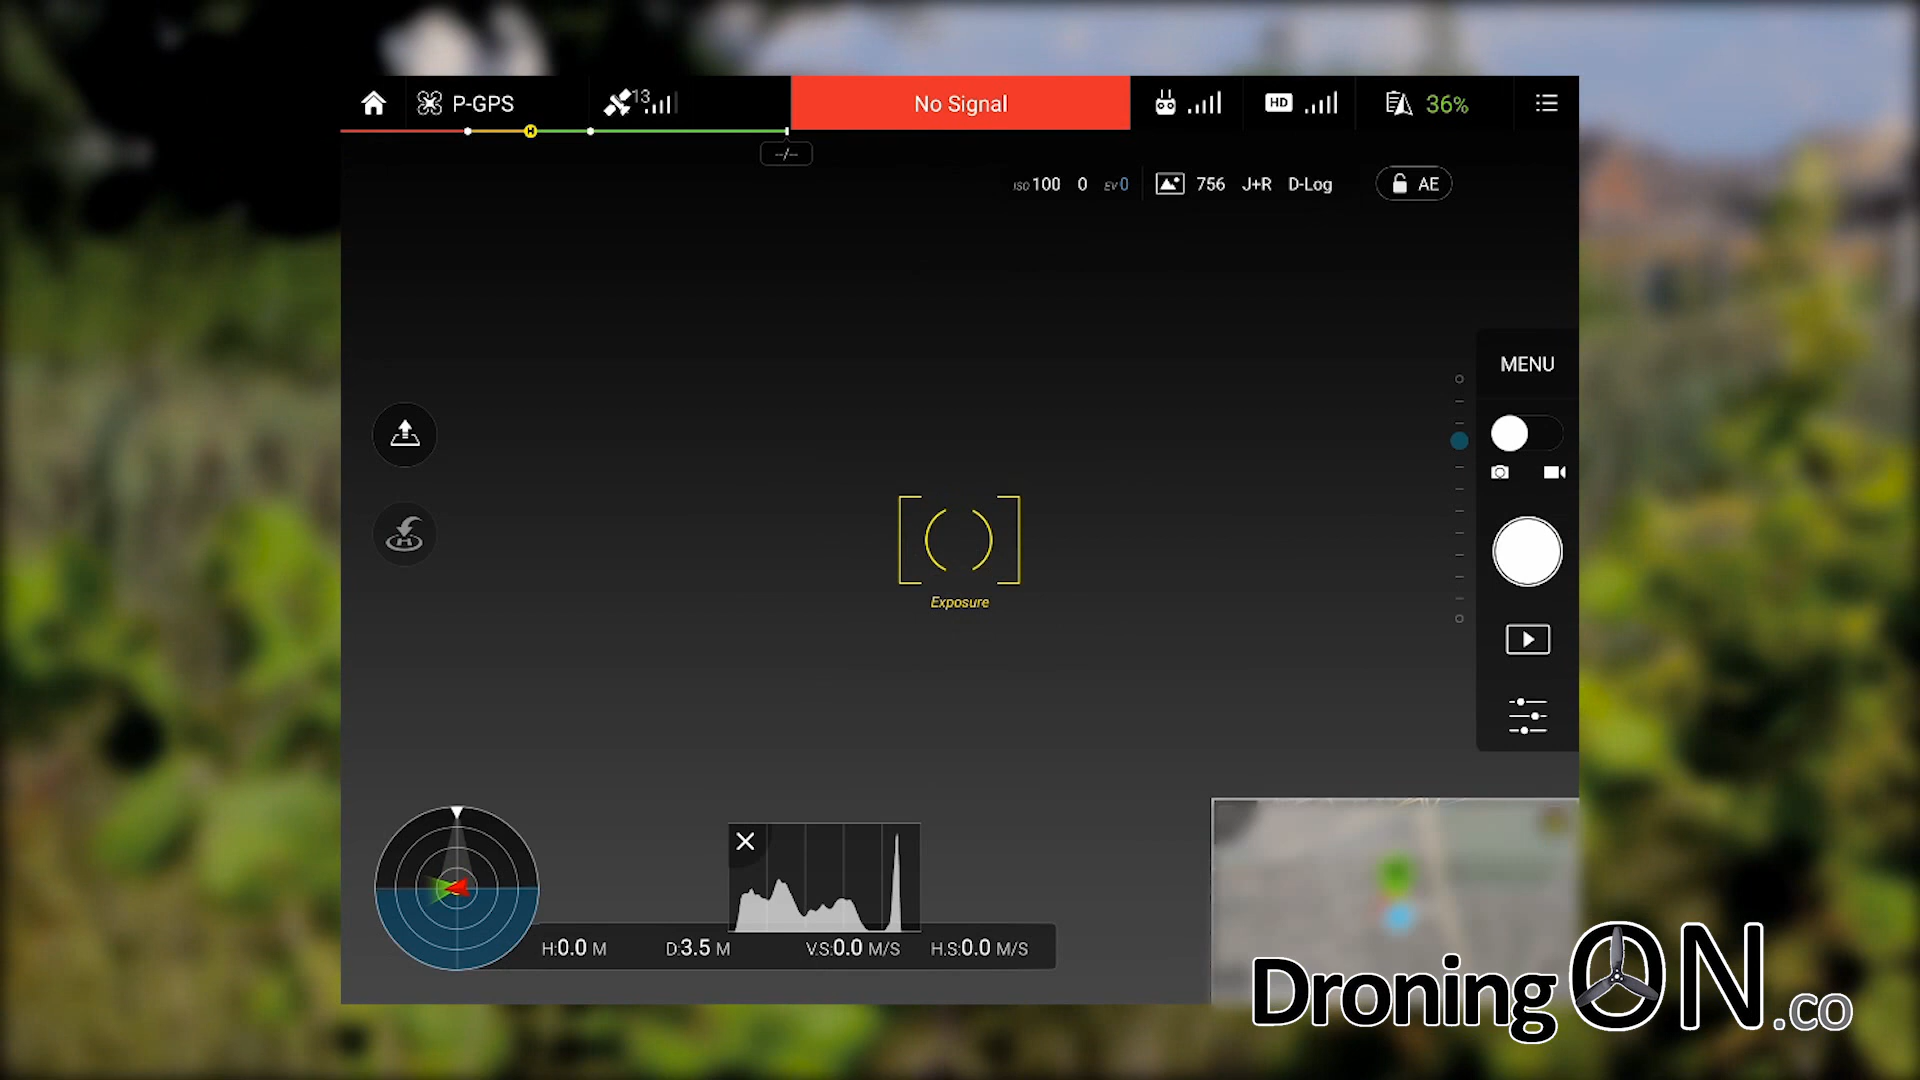 P-GPS 13 No Signal HD 36%
--/--
ISO 100 0 EV 0 756 J+R D-Log AE
MENU
H
Exposure
H:0.0 M D:3.5 M V.S:0.0 M/S H.S:0.0 M/S
DroningON.co